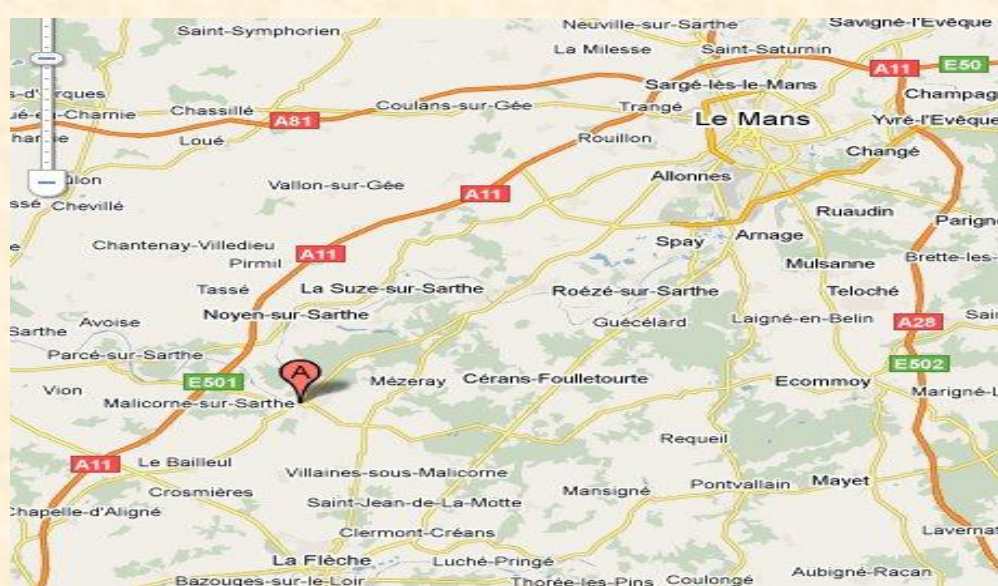 Neuville-sur-Sarthe
Savigné-l'Evêque
Saint-Symphorien
La Milesse
Saint-Saturnin
A11
E50
Sargé-lès-le-Mans
Champag
Chassillé
Coulans-sur-Gée
Trangé
ué-en-Charnie
A81
Le Mans
Yvré-l'Evêque
Loué
Rouillon
Changé
Vallon-sur-Gée
A11
Allonnes
Chevillé
Ruaudin
Parign
Chantenay-Villedieu
A11
Spay
Arnage
Pirmil
Mulsanne
Brette-les-
Tassé
La Suze-sur-Sarthe
Roézé-sur-Sarthe
Teloché
Noyen-sur-Sarthe
Guécélard
Laigné-en-Belin
A28
Sain
Sarthe
Avoise
Parcé-sur-Sarthe
E502
Vion
E501
A
Mézeray
Cérans-Foulletourte
Ecommoy
Marigné-L
Malicorne-sur-Sarthe
Requeil
A11
Le Bailleul
Villaines-sous-Malicorne
Pontvallain
Mayet
Crosmières
Mansigné
Chapelle-d'Aligné
Saint-Jean-de-La-Motte
Clermont-Créans
Lavernat
La Flèche
Luché-Pringé
Bazouges-sur-le-Loir
Thorée-les-Pins
Coulongé
Aubigné-Racan